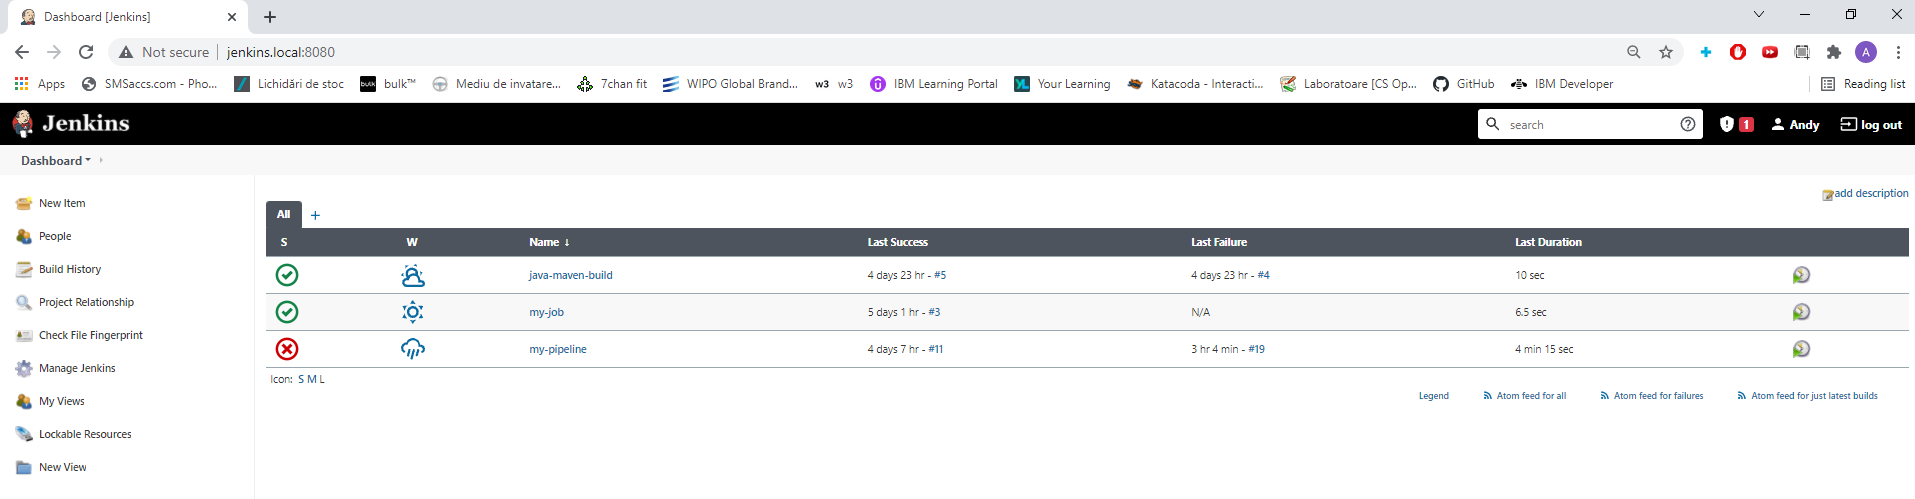 Dashboard [Jenkins]
Not secure jenkins.local:8080
A
Apps SMSaccs.com - Pho... Lichidări de stoc bulk bulk™ Mediu de invatare... 7chan fit WIPO Global Brand... w3 w3 IBM Learning Portal YL Your Learning Katacoda - Interacti... Laboratoare [CS Op... GitHub IBM Developer Reading list
Jenkins search 1 Andy log out
Dashboard
add description
New Item
People
Build History
Project Relationship
Check File Fingerprint
Manage Jenkins
My Views
Lockable Resources
New View
All +
S W Name ↓ Last Success Last Failure Last Duration
java-maven-build 4 days 23 hr - #5 4 days 23 hr - #4 10 sec
my-job 5 days 1 hr - #3 N/A 6.5 sec
my-pipeline 4 days 7 hr - #11 3 hr 4 min - #19 4 min 15 sec
Icon: S M L
Legend Atom feed for all Atom feed for failures Atom feed for just latest builds